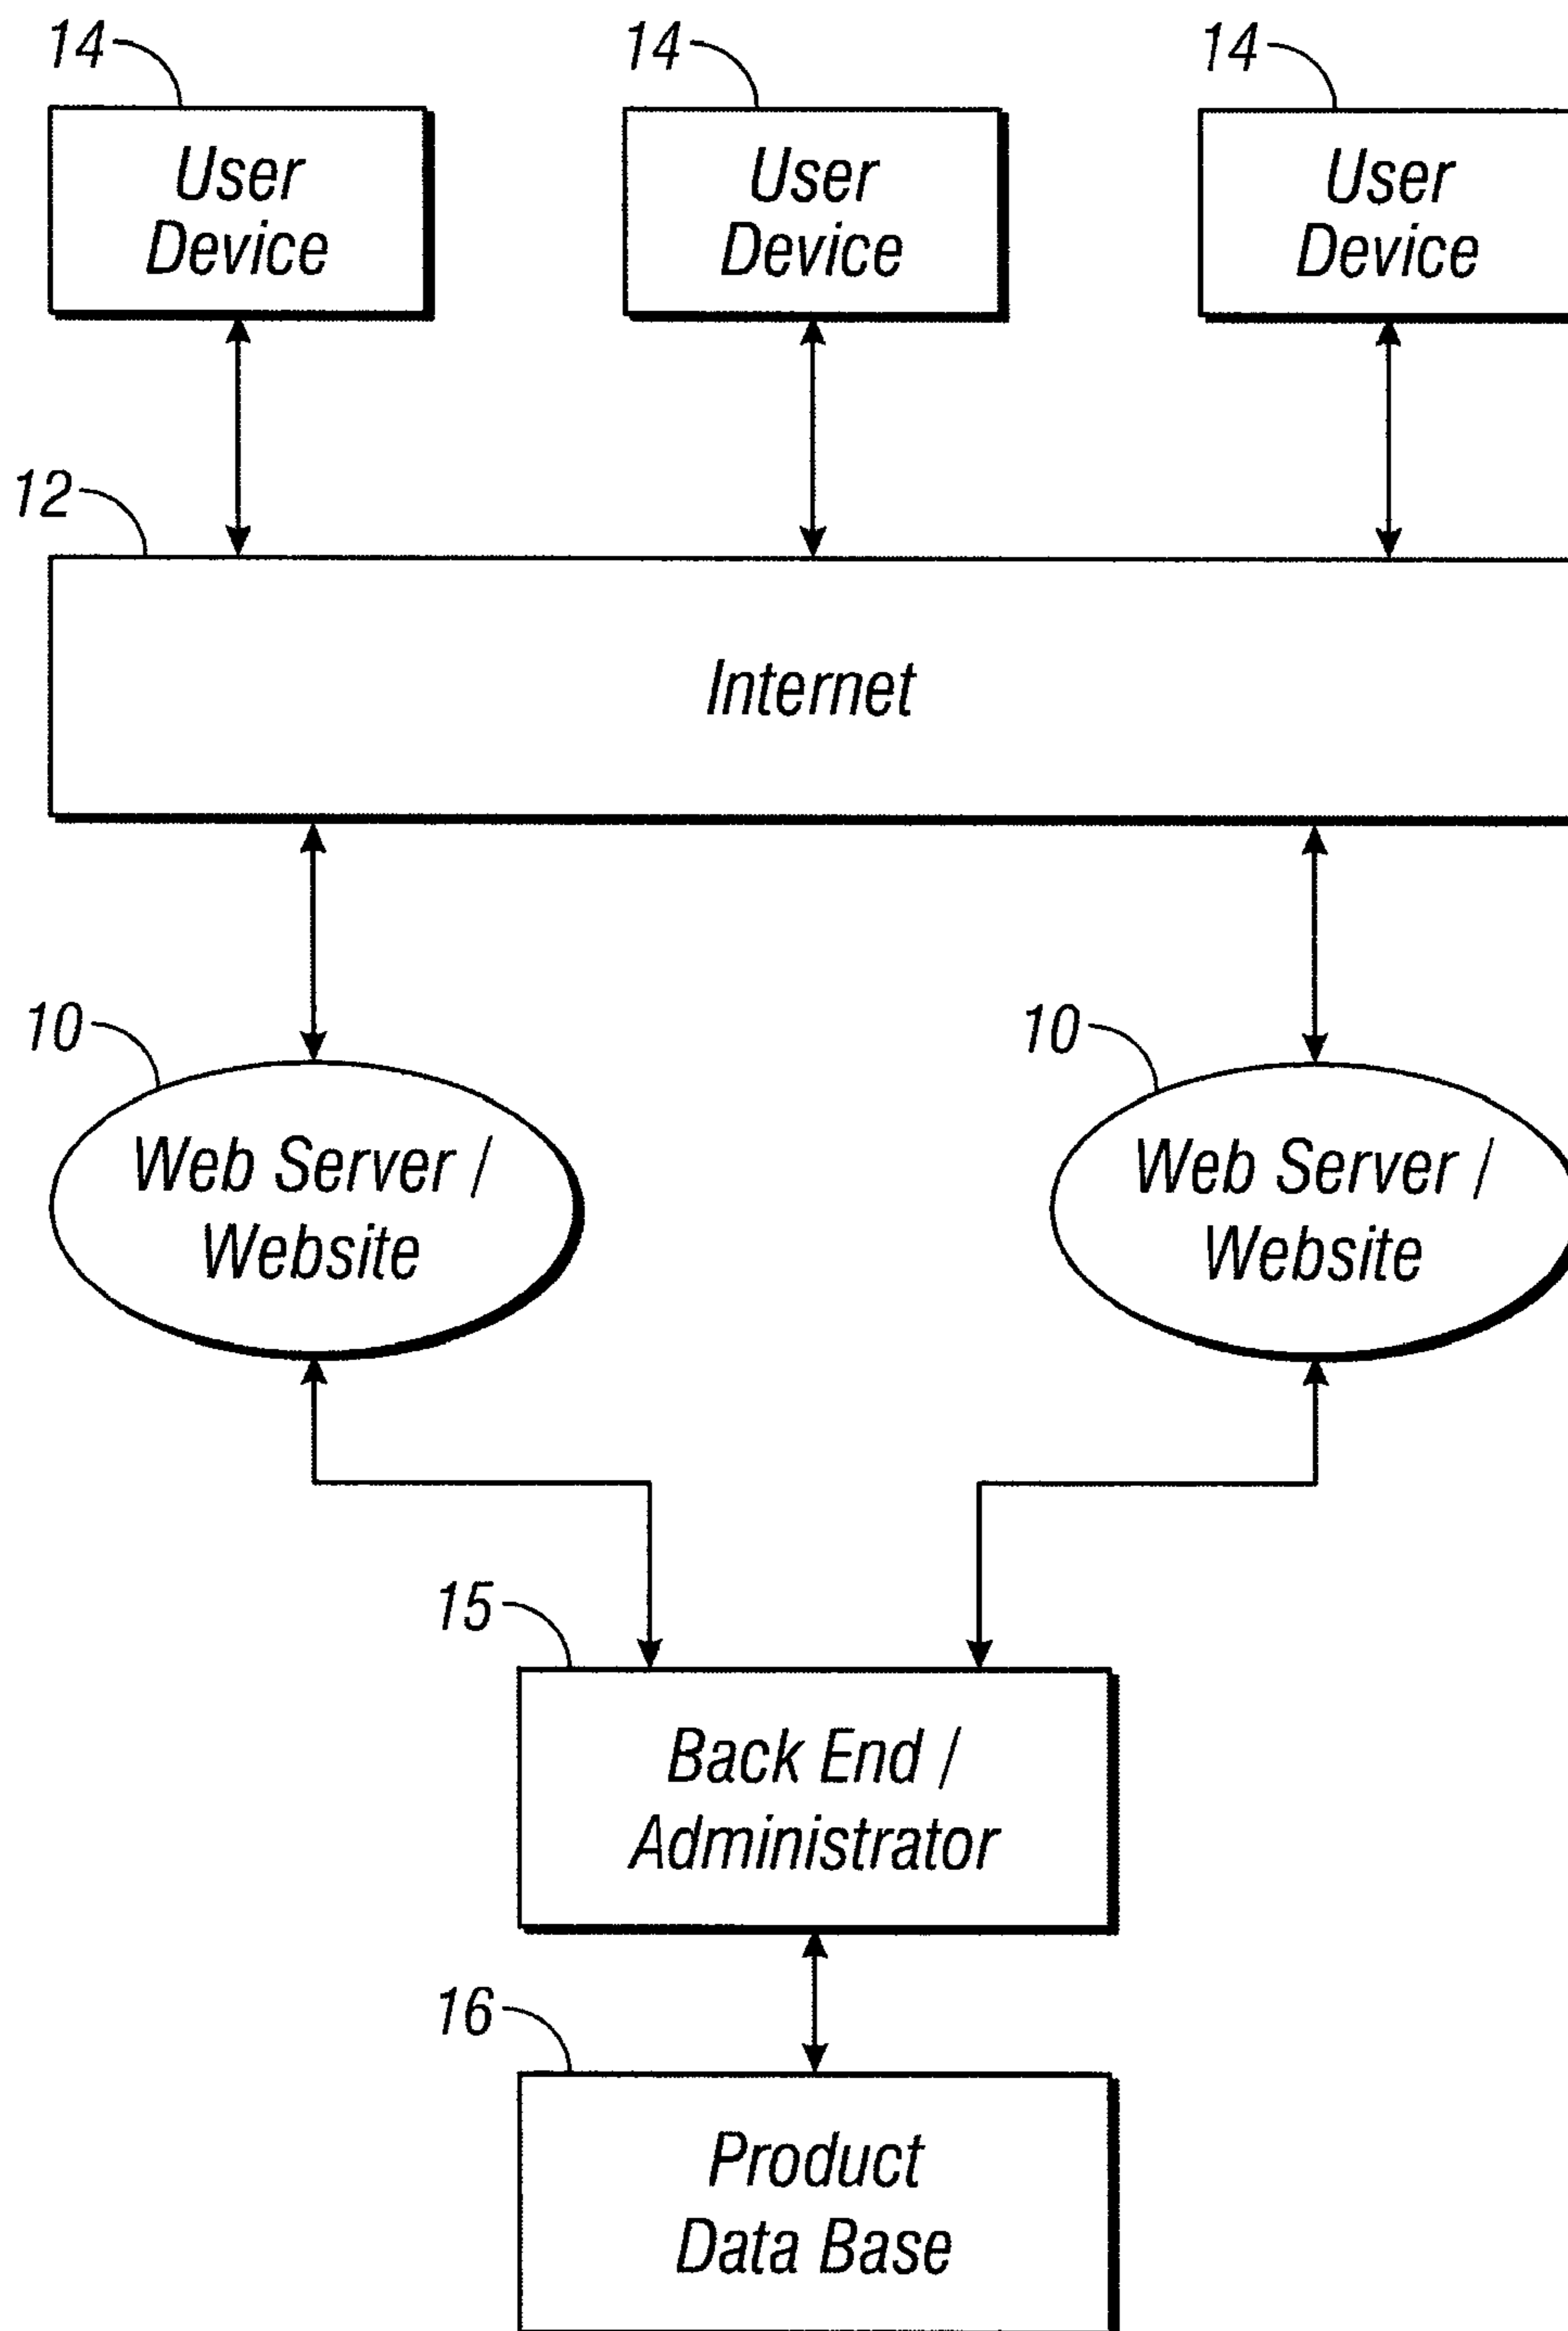 14
14
14
User
Device
User
Device
User
Device
12
Internet
10
10
Web Server /
Website
Web Server /
Website
15
Back End /
Administrator
16
Product
Data Base